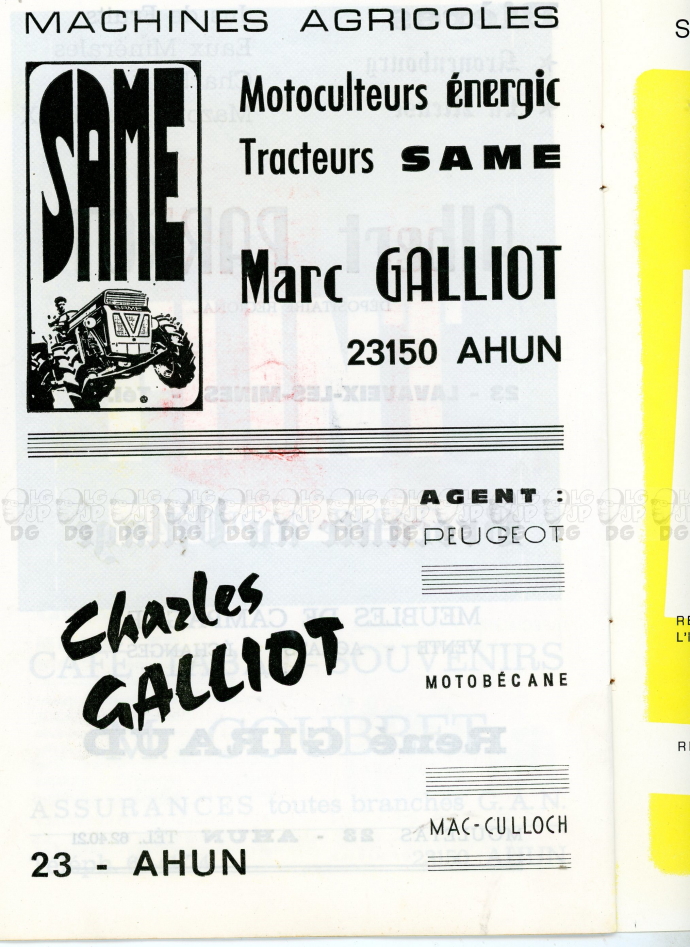 MACHINES AGRICOLES
SAME
Motoculteurs énergic
Tracteurs SAME
Marc GALLIOT
23150 AHUN
AGENT :
PEUGEOT
Charles
GALLIOT
MOTOBÉCANE
MAC-CULLOCH
23 - AHUN